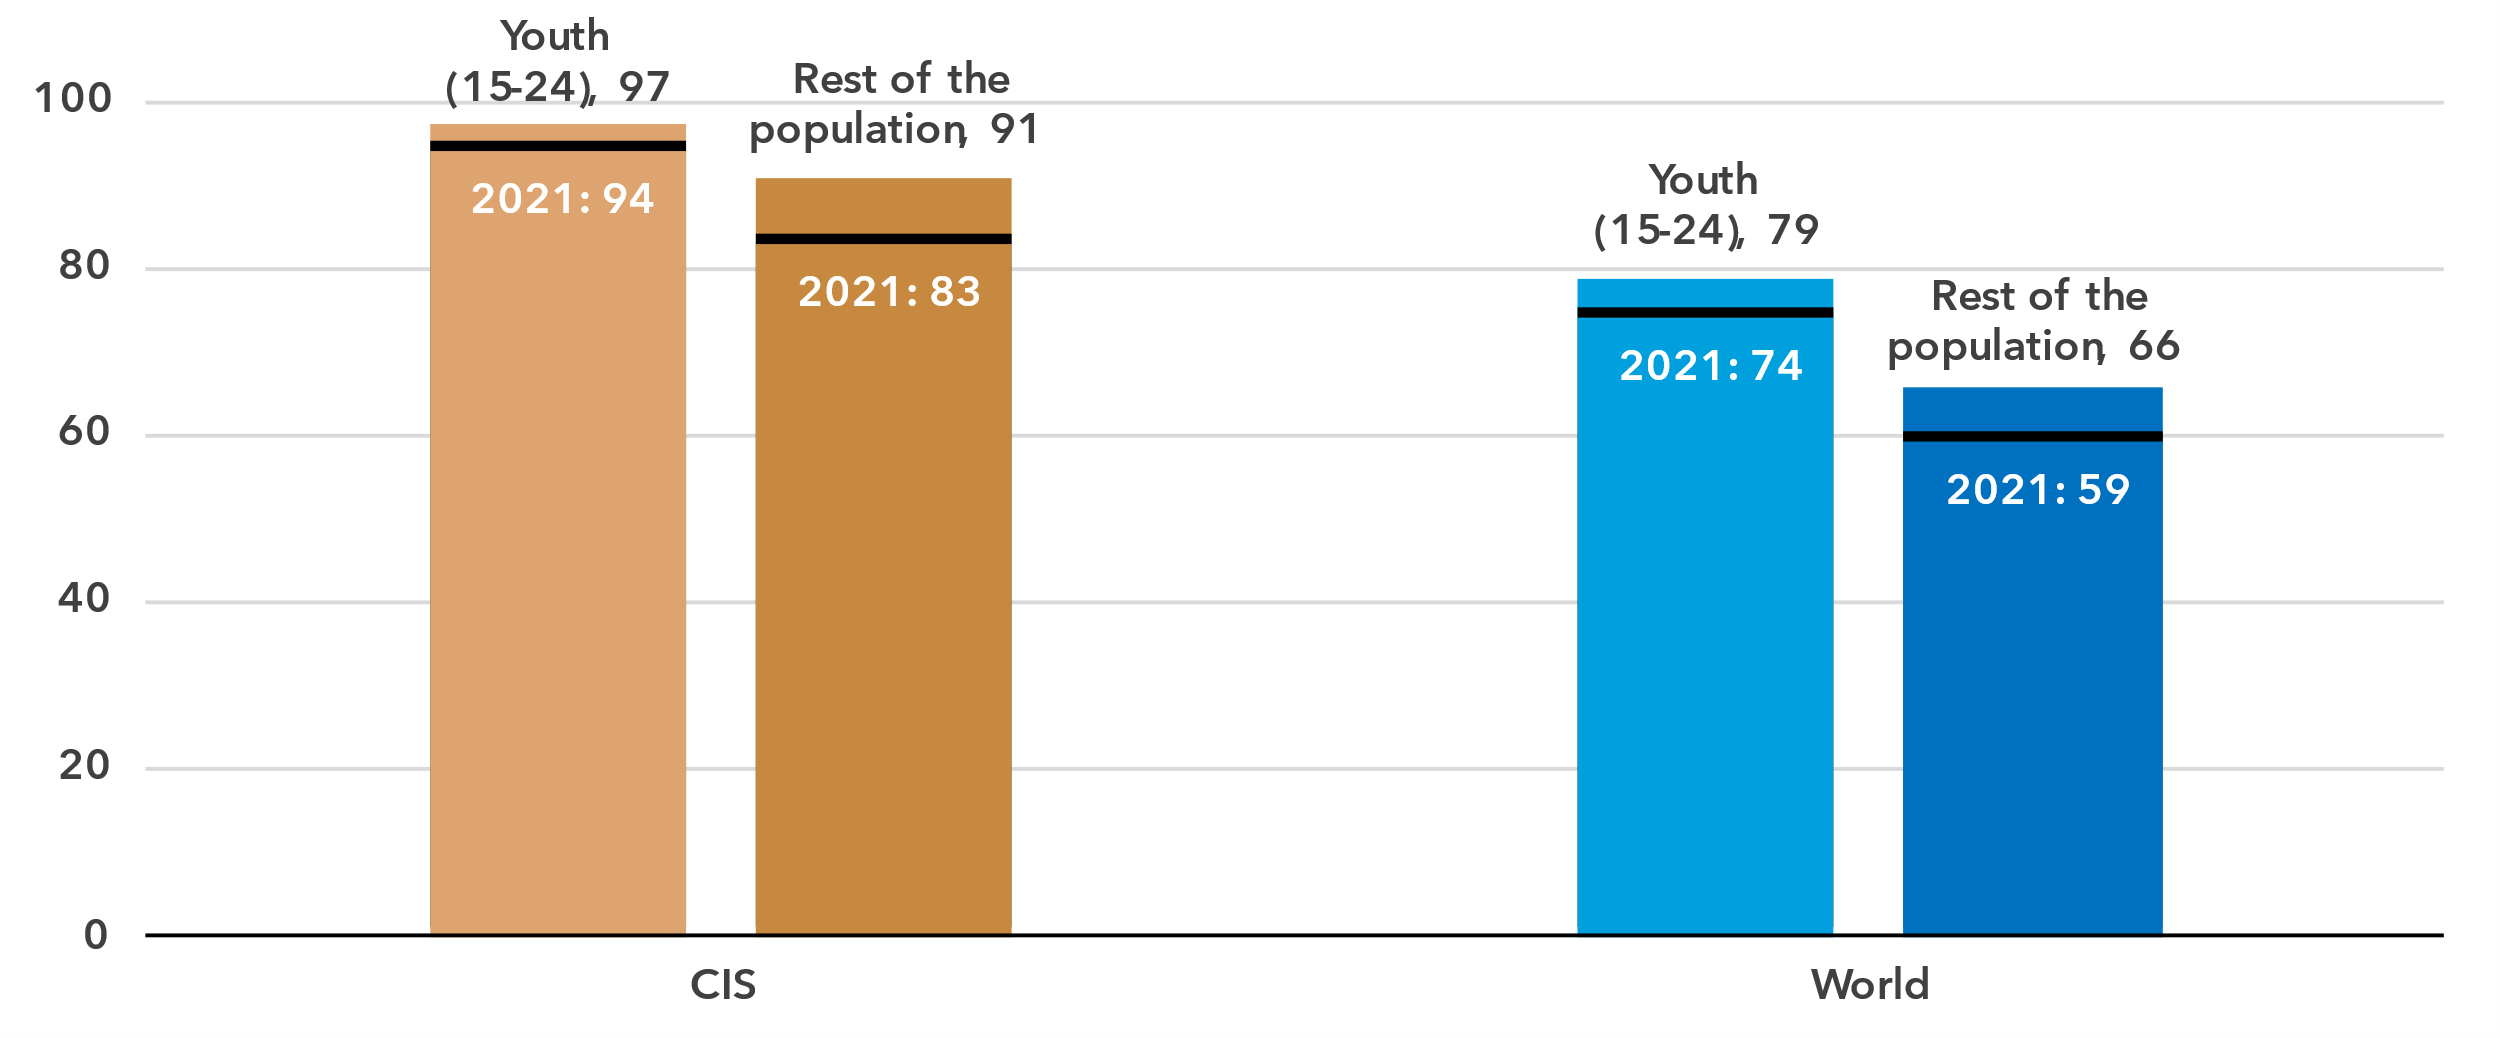 Youth
(15-24), 97
Rest of the
population, 91
Youth
(15-24), 79
Rest of the
population, 66
100
80
60
40
20
0
2021: 94
2021: 83
2021: 74
2021: 59
CIS
World